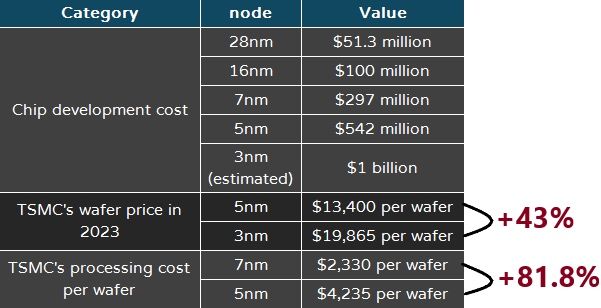 Category node Value
Chip development cost
28nm $51.3 million
16nm $100 million
7nm $297 million
5nm $542 million
3nm
(estimated) $1 billion
TSMC's wafer price in
2023
5nm $13,400 per wafer
3nm $19,865 per wafer
+43%
TSMC's processing cost
per wafer
7nm $2,330 per wafer
5nm $4,235 per wafer
+81.8%